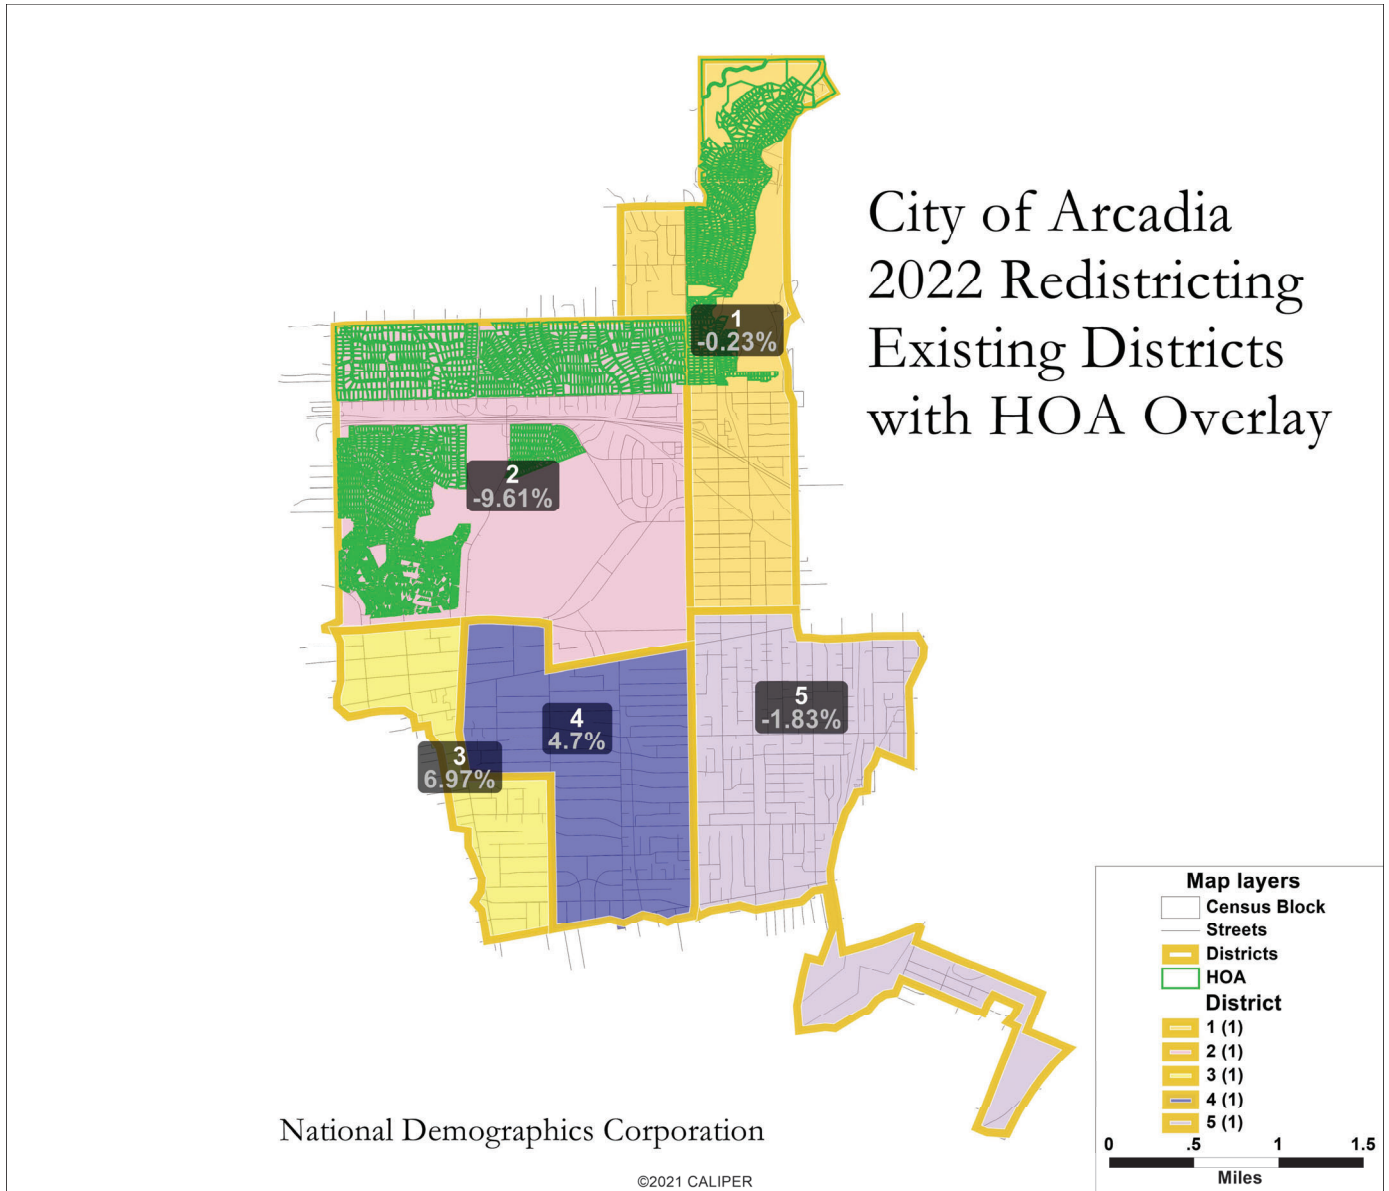 City of Arcadia
2022 Redistricting
Existing Districts
with HOA Overlay
1
-0.23%
2
-9.61%
5
-1.83%
4
4.7%
3
6.97%
Map layers
Census Block
Streets
Districts
HOA
District
1 (1)
2 (1)
3 (1)
4 (1)
5 (1)
0 .5 1 1.5
Miles
National Demographics Corporation
©2021 CALIPER